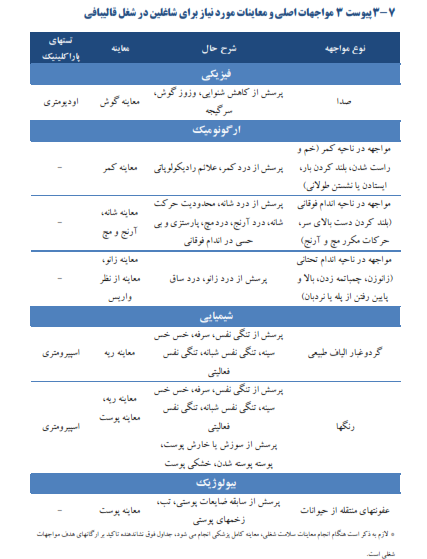 ۷-۳ پیوست ۳ مواجهات اصلی و معاینات مورد نیاز برای شاغلین در شغل قالیبافی
نوع مواجهه
شرح حال
معاینه
تستهای
پاراکلینیک
فیزیکی
صدا
پرسش از کاهش شنوایی، وزوز گوش،
سرگیجه
معاینه گوش
اودیومتری
ارگونومیک
مواجهه در ناحیه کمر (خم و
راست شدن، بلند کردن بار،
ایستادن یا نشستن طولانی)
پرسش از درد کمر، علائم رادیکولوپاتی
معاینه کمر
-
مواجهه در ناحیه اندام فوقانی
(بلند کردن دست بالای سر،
حرکات مکرر مچ و آرنج)
پرسش از درد شانه، محدودیت حرکت
شانه، درد آرنج، درد مچ، پارستزی و بی
حسی در اندام فوقانی
معاینه شانه،
آرنج و مچ
-
مواجهه در ناحیه اندام تحتانی
(زانوزدن، چمباتمه زدن، بالا و
پایین رفتن از پله یا نردبان)
پرسش از درد زانو، درد ساق
معاینه زانو،
معاینه از نظر
واریس
-
شیمیایی
گردوغبار الیاف طبیعی
پرسش از تنگی نفس، سرفه، خس خس
سینه، تنگی نفس شبانه، تنگی نفس
فعالیتی
معاینه ریه
اسپیرومتری
رنگها
پرسش از تنگی نفس، سرفه، خس خس
سینه، تنگی نفس شبانه، تنگی نفس
فعالیتی
پرسش از سوزش یا خارش پوست،
پوسته پوسته شدن، خشکی پوست
معاینه ریه،
معاینه پوست
اسپیرومتری
بیولوژیک
عفونتهای منتقله از حیوانات
پرسش از سابقه ضایعات پوستی، تب،
زخمهای پوستی
معاینه پوست
-
* لازم به ذکر است هنگام انجام معاینات سلامت شغلی، معاینه کامل پزشکی انجام می شود، جداول فوق نشاندهنده تاکید بر ارگانهای هدف مواجهات
شغلی است.